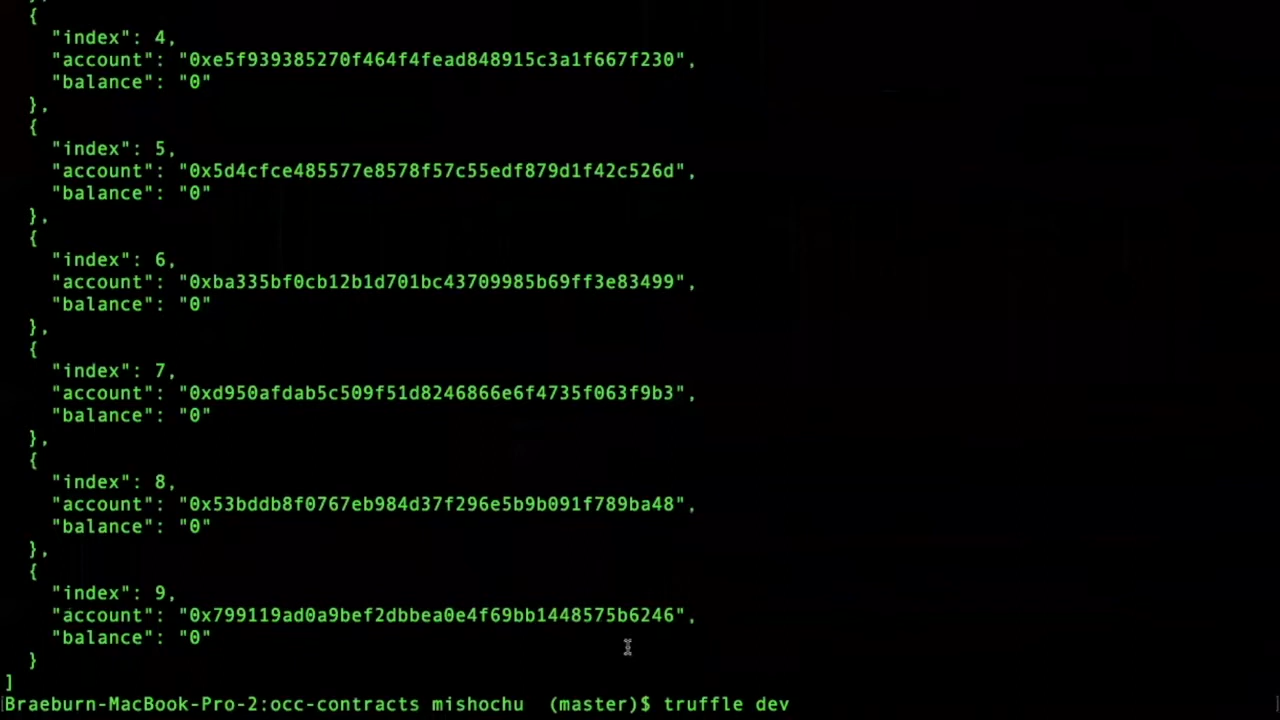 {
"index": 4,
"account": "0xe5f939385270f464f4fead848915c3a1f667f230",
"balance": "0"
},
{
"index": 5,
"account": "0x5d4cfce485577e8578f57c55edf879d1f42c526d",
"balance": "0"
},
{
"index": 6,
"account": "0xba335bf0cb12b1d701bc43709985b69ff3e83499",
"balance": "0"
},
{
"index": 7,
"account": "0xd950afdab5c509f51d8246866e6f4735f063f9b3",
"balance": "0"
},
{
"index": 8,
"account": "0x53bddb8f0767eb984d37f296e5b9b091f789ba48",
"balance": "0"
},
{
"index": 9,
"account": "0x799119ad0a9bef2dbbea0e4f69bb1448575b6246",
"balance": "0"
}
]
Braeburn-MacBook-Pro-2:occ-contracts mishochu  (master)$ truffle dev